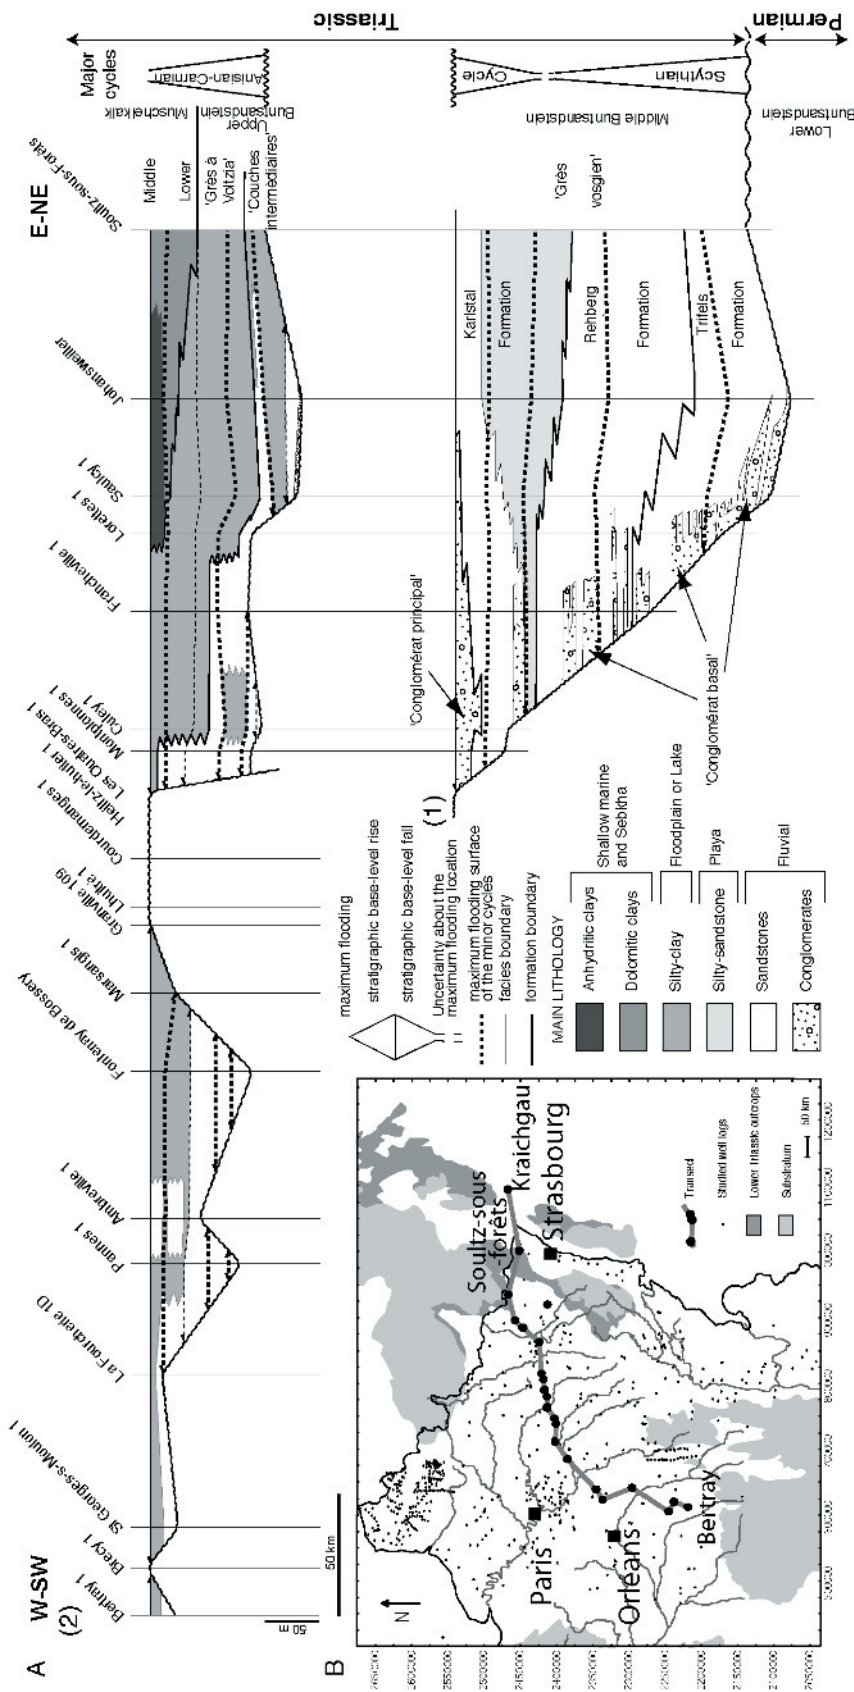 A
W-SW
E-NE
(2)
Bertray 1
Brecy 1
St Georges-s-Moulon 1
La Fourcherie 1D
Pannes 1
Ambreville 1
Fontenay de Bossery
Marsangis 1
Granville 109
Lhuitre 1
Courdemanges 1
Heiltz-le-hutier 1
Les Quatres-Bras 1
Montplonnes 1
Culey 1
Francheville 1
Lorettes 1
Saulcy 1
Johansweiller
Soultz-sous-Forêts
50 m
50 km
Middle
Lower
'Grès à
Voltzia'
'Couches
intermédiaires'
Muschelkalk
Upper
Buntsandstein
Major
cycles
Anisian-Carnian
Triassic
Permian
Cycle
Scythian
Middle Buntsandstein
Lower
Buntsandstein
(1)
Karlstal
Formation
'Grès
vosgien'
Rehberg
Formation
Trifels
Formation
'Conglomérat principal'
'Conglomérat basal'
maximum flooding
stratigraphic base-level rise
stratigraphic base-level fall
Uncertainty about the
maximum flooding location
maximum flooding surface
of the minor cycles
facies boundary
formation boundary
MAIN LITHOLOGY
Anhydritic clays
Dolomitic clays
Silty-clay
Silty-sandstone
Sandstones
Conglomerates
Shallow marine
and Sebkha
Floodplain or Lake
Playa
Fluvial
B
N
Paris
Orleans
Bertray
Soultz-sous
-forêts
Kraichgau
Strasbourg
Transect
Studied well logs
Lower Triassic outcrops
Substratum
50 km